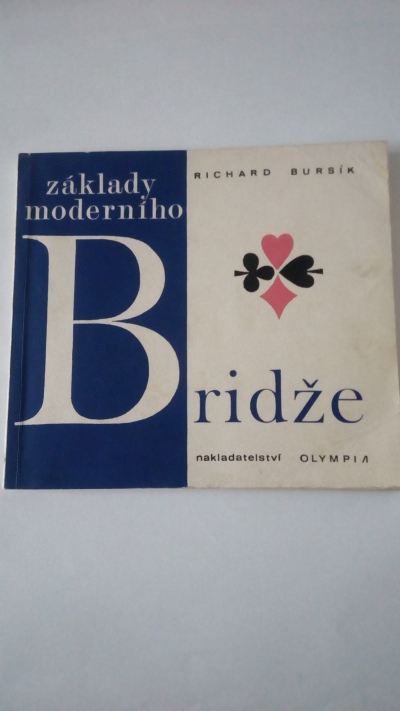 základy
moderního
RICHARD BURSÍK
Bridže
nakladatelství OLYMPIA